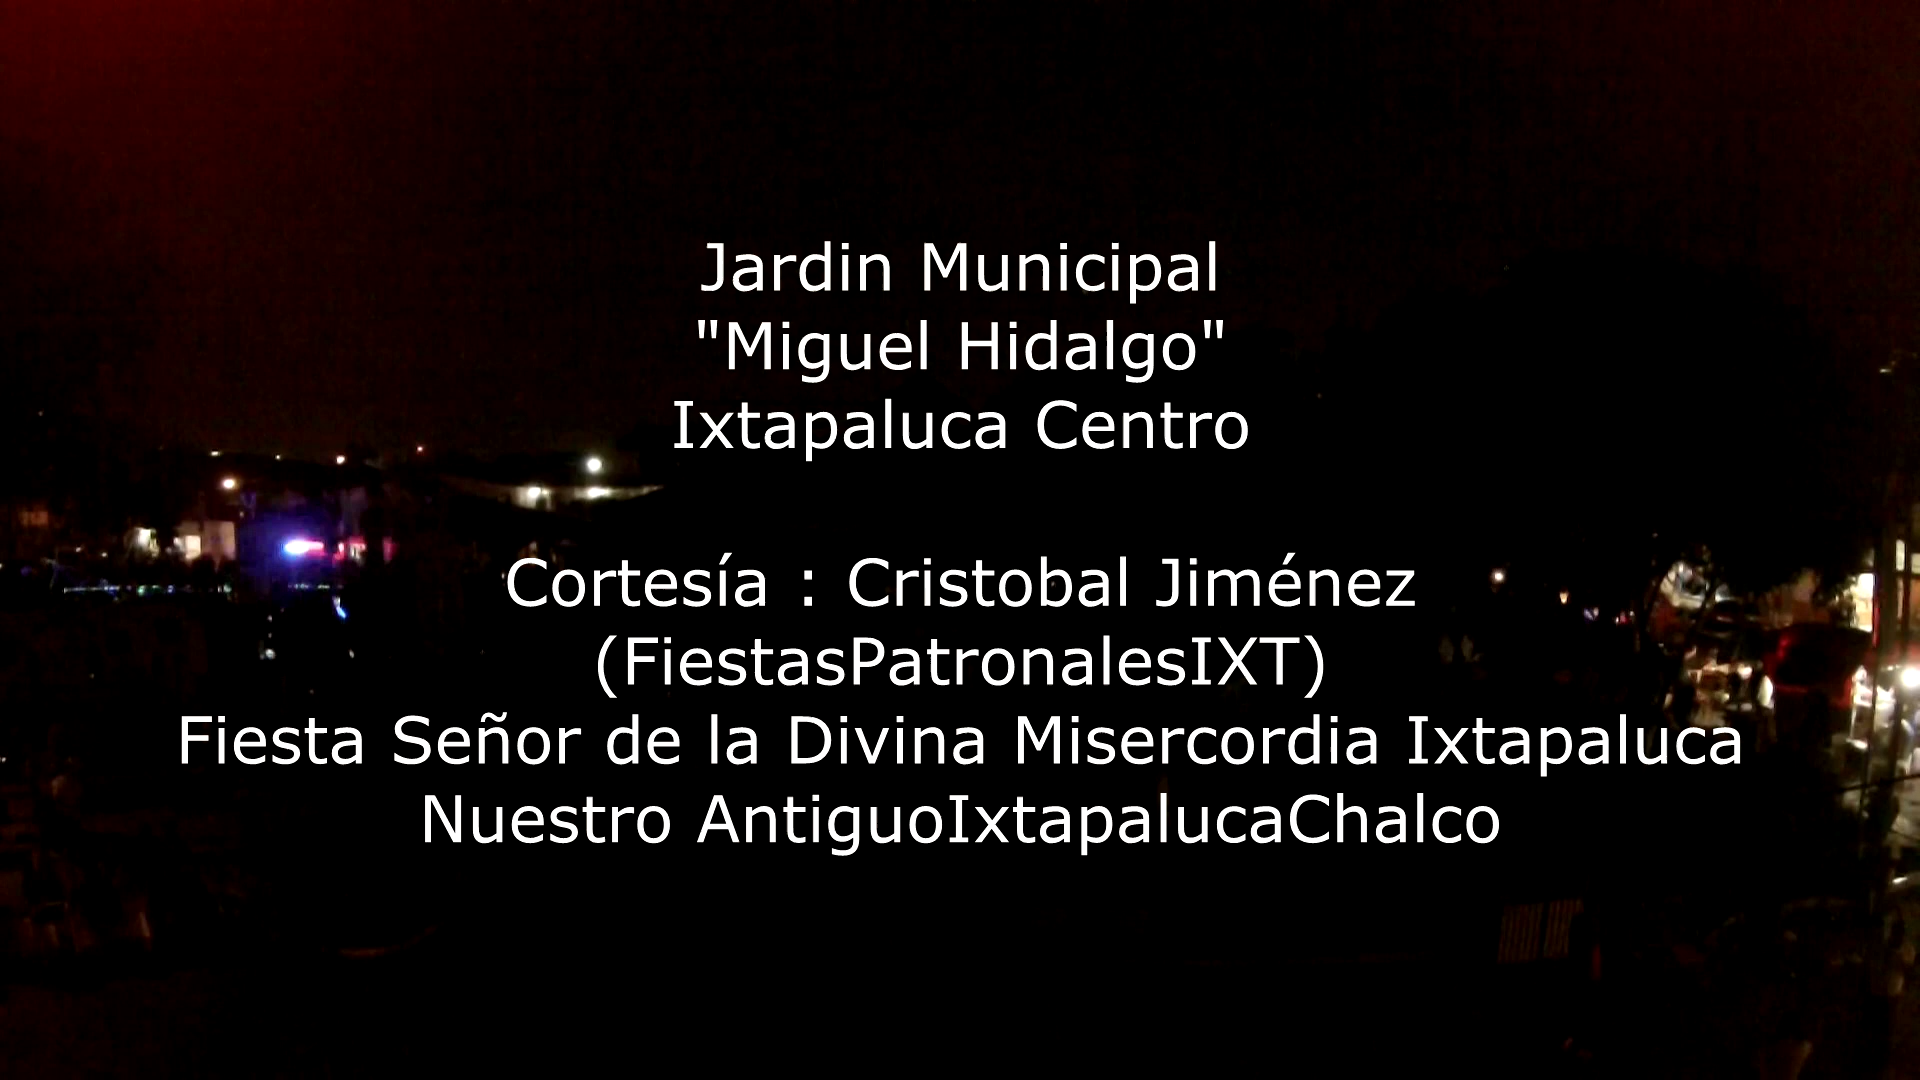 Jardin Municipal
"Miguel Hidalgo"
Ixtapaluca Centro
Cortesía : Cristobal Jiménez
(FiestasPatronalesIXT)
Fiesta Señor de la Divina Misercordia Ixtapaluca
Nuestro AntiguoIxtapalucaChalco